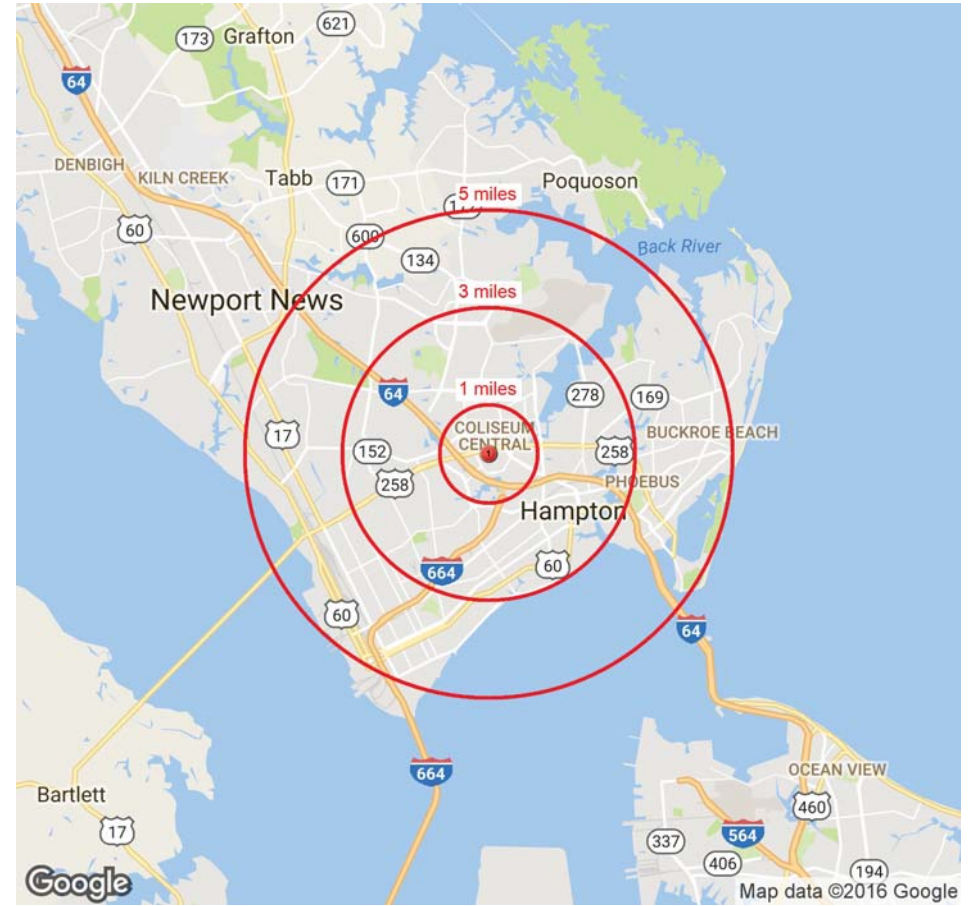 621
173
Grafton
64
DENBIGH
KILN CREEK
Tabb
171
Poquoson
5 miles
60
600
Back River
134
3 miles
Newport News
1 miles
64
278
169
17
COLISEUM
CENTRAL
BUCKROE BEACH
152
1
258
258
PHOEBUS
Hampton
60
664
60
64
664
OCEAN VIEW
Bartlett
460
17
564
337
406
194
Google
Map data ©2016 Google